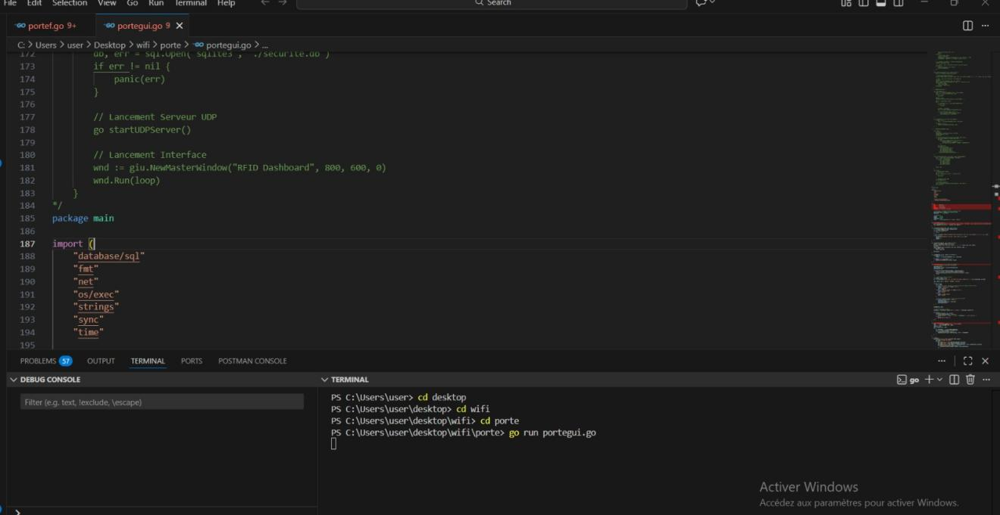 File Edit Selection View Go Run Terminal Help
Search
portef.go 9+
portegui.go 9
C: > Users > user > Desktop > wifi > porte > portegui.go > ...
172 db, err = sql.Open("sqlite3", "./securite.db")
173 if err != nil {
174 panic(err)
175 }
176
177 // Lancement Serveur UDP
178 go startUDPServer()
179
180 // Lancement Interface
181 wnd := giu.NewMasterWindow("RFID Dashboard", 800, 600, 0)
182 wnd.Run(loop)
183 }
184 */
185 package main
186
187 import (
188 "database/sql"
189 "fmt"
190 "net"
191 "os/exec"
192 "strings"
193 "sync"
194 "time"
195
PROBLEMS 57 OUTPUT TERMINAL PORTS POSTMAN CONSOLE
DEBUG CONSOLE
Filter (e.g. text, !exclude, \escape)
TERMINAL
go
PS C:\Users\user> cd desktop
PS C:\Users\user\desktop> cd wifi
PS C:\Users\user\desktop\wifi> cd porte
PS C:\Users\user\desktop\wifi\porte> go run portegui.go
Activer Windows
Accédez aux paramètres pour activer Windows.